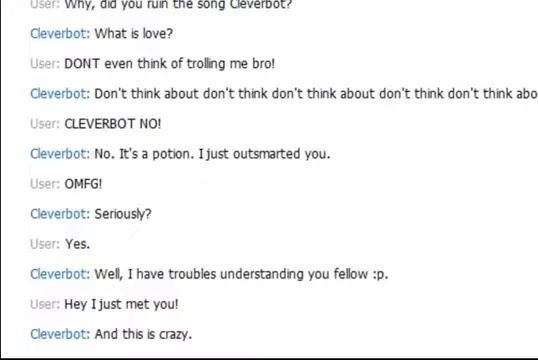 User: Why, did you ruin the song Cleverbot?
Cleverbot: What is love?
User: DONT even think of trolling me bro!
Cleverbot: Don't think about don't think don't think about don't think don't think abo
User: CLEVERBOT NO!
Cleverbot: No. It's a potion. I just outsmarted you.
User: OMFG!
Cleverbot: Seriously?
User: Yes.
Cleverbot: Well, I have troubles understanding you fellow :p.
User: Hey I just met you!
Cleverbot: And this is crazy.